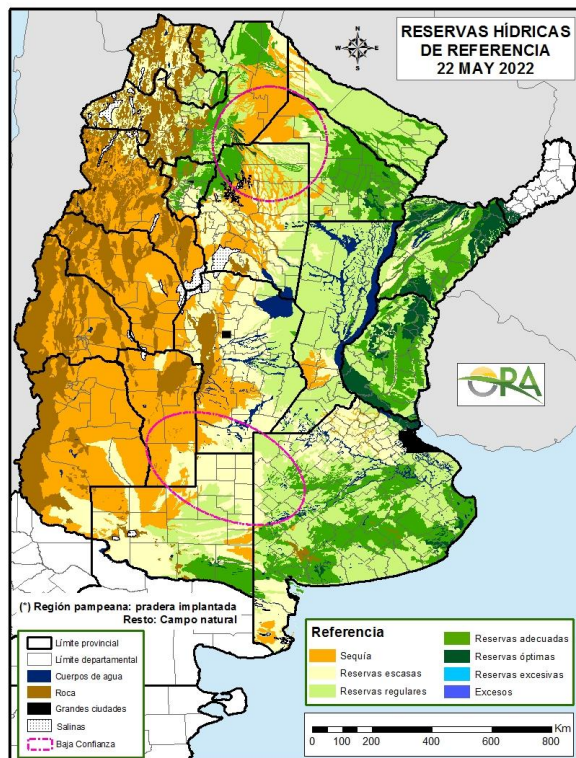 RESERVAS HÍDRICAS
DE REFERENCIA
22 MAY 2022
N
W
E
S
ORA
(*) Región pampeana: pradera implantada
Resto: Campo natural
Límite provincial
Límite departamental
Cuerpos de agua
Roca
Grandes ciudades
Salinas
Baja Confianza
Referencia
Sequía
Reservas escasas
Reservas regulares
Reservas adecuadas
Reservas óptimas
Reservas excesivas
Excesos
Km
0 100 200 400 600 800